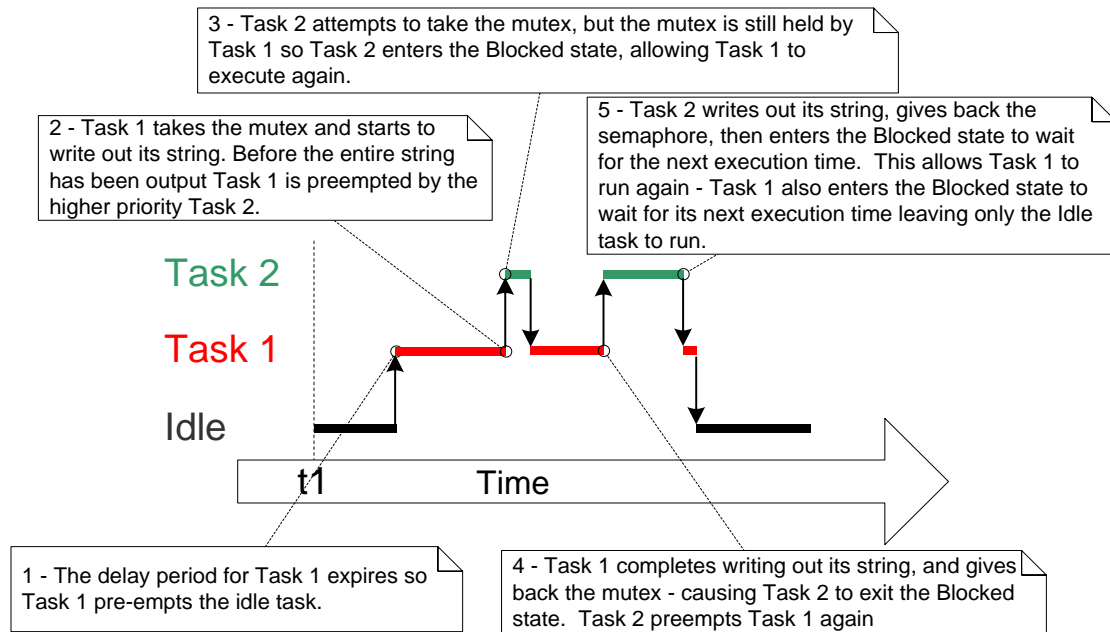 3 - Task 2 attempts to take the mutex, but the mutex is still held by
Task 1 so Task 2 enters the Blocked state, allowing Task 1 to
execute again.
2 - Task 1 takes the mutex and starts to
write out its string. Before the entire string
has been output Task 1 is preempted by the
higher priority Task 2.
5 - Task 2 writes out its string, gives back the
semaphore, then enters the Blocked state to wait
for the next execution time.  This allows Task 1 to
run again - Task 1 also enters the Blocked state to
wait for its next execution time leaving only the Idle
task to run.
Task 2
Task 1
Idle
t1
Time
1 - The delay period for Task 1 expires so
Task 1 pre-empts the idle task.
4 - Task 1 completes writing out its string, and gives
back the mutex - causing Task 2 to exit the Blocked
state.  Task 2 preempts Task 1 again